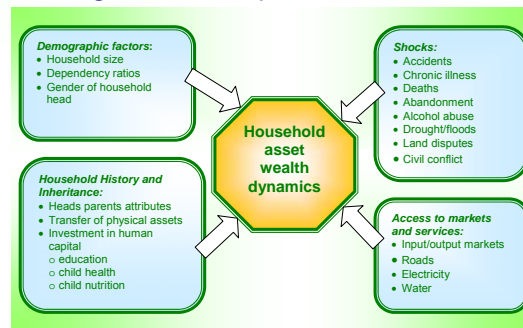 Demographic factors:
• Household size
• Dependency ratios
• Gender of household
head
Household History and
Inheritance:
• Heads parents attributes
• Transfer of physical assets
• Investment in human
capital
o education
o child health
o child nutrition
Household
asset
wealth
dynamics
Shocks:
• Accidents
• Chronic illness
• Deaths
• Abandonment
• Alcohol abuse
• Drought/floods
• Land disputes
• Civil conflict
Access to markets
and services:
• Input/output markets
• Roads
• Electricity
• Water